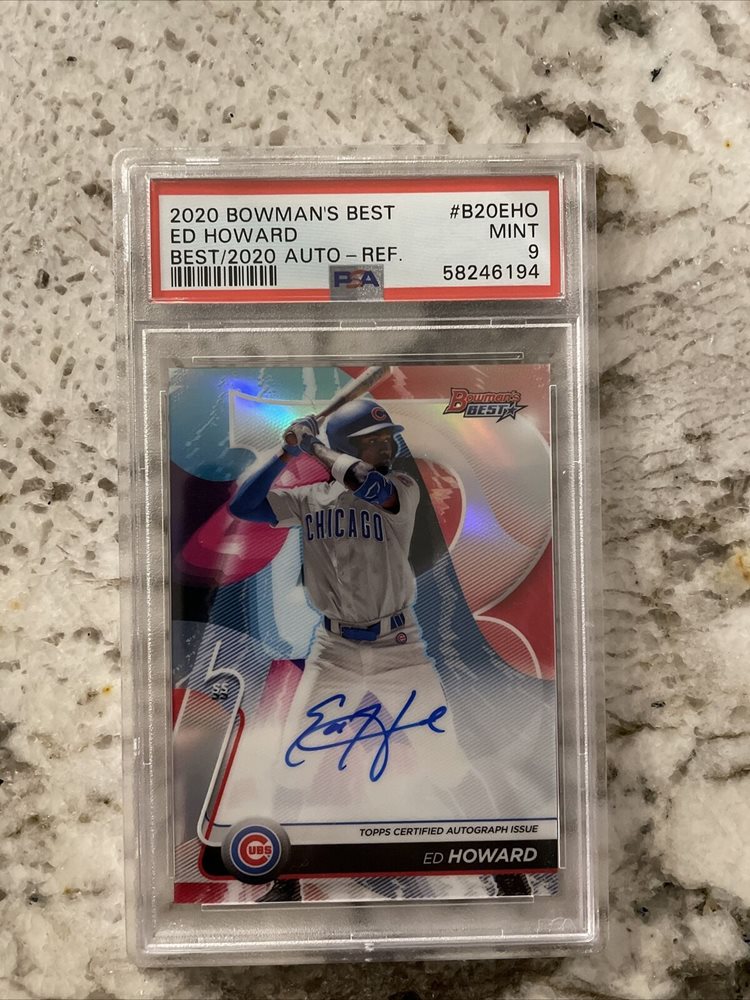 2020 BOWMAN'S BEST #B20EHO
ED HOWARD MINT
BEST/2020 AUTO - REF. 9
PSA 58246194
Bowman's
BEST
CHICAGO
SS
TOPPS CERTIFIED AUTOGRAPH ISSUE
CUBS
ED HOWARD